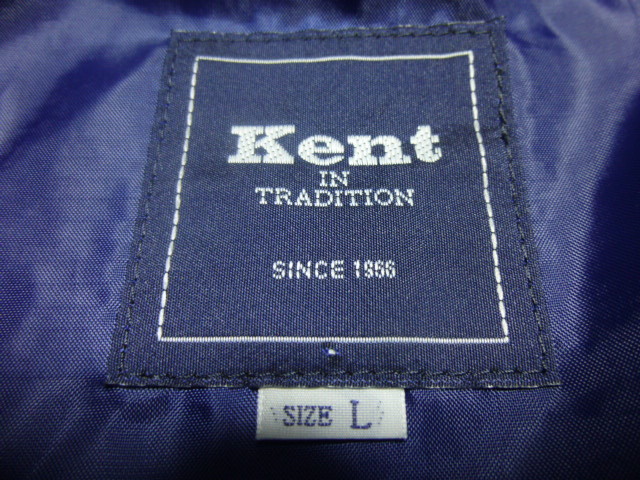 Kent
IN
TRADITION
SINCE 1966
SIZE L